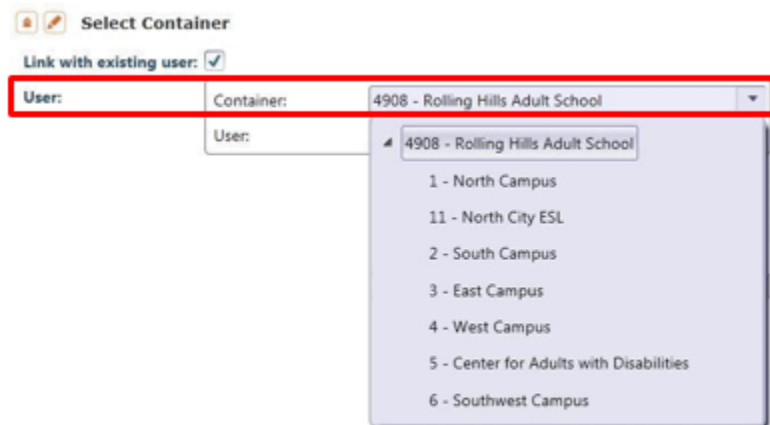 Select Container
Link with existing user:
User: Container: 4908 - Rolling Hills Adult School
User:
4908 - Rolling Hills Adult School
1 - North Campus
11 - North City ESL
2 - South Campus
3 - East Campus
4 - West Campus
5 - Center for Adults with Disabilities
6 - Southwest Campus